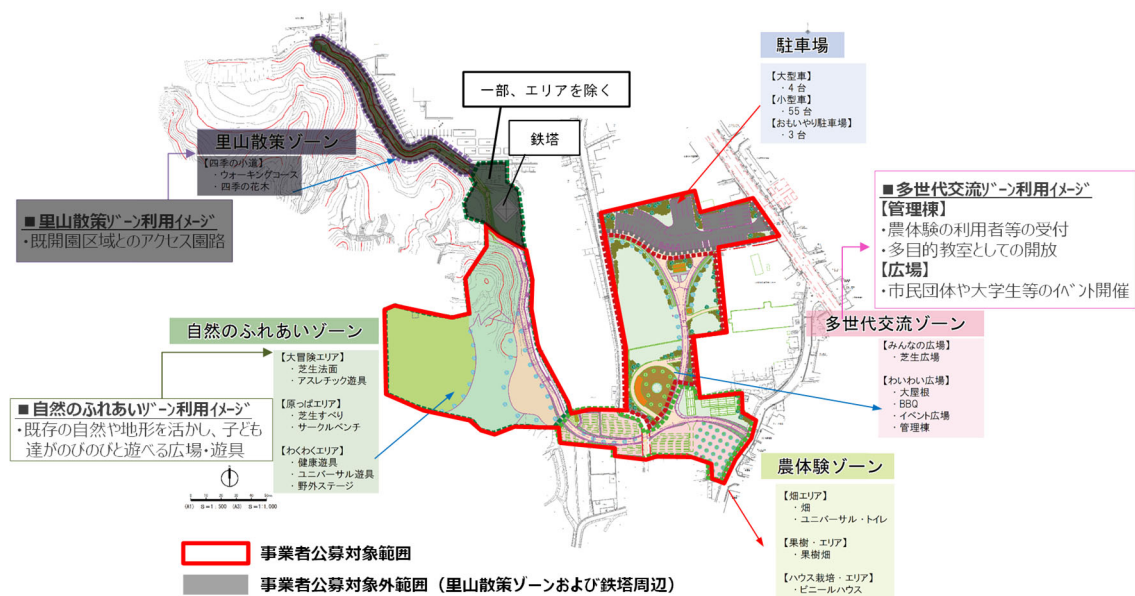 駐車場
【大型車】
・4台
【小型車】
・55台
【おもいやり駐車場】
・3台
一部、エリアを除く
鉄塔
里山散策ゾーン
【四季の小道】
・ウォーキングコース
・四季の花木
■里山散策ゾーン利用イメージ
・既開園区域とのアクセス園路
■多世代交流ゾーン利用イメージ
【管理棟】
・農体験の利用者等の受付
・多目的教室としての開放
【広場】
・市民団体や大学生等のイベント開催
多世代交流ゾーン
【みんなの広場】
・芝生広場
【わいわい広場】
・大屋根
・BBQ
・イベント広場
・管理棟
自然のふれあいゾーン
【大冒険エリア】
・芝生法面
・アスレチック遊具
【原っぱエリア】
・芝生すべり
・サークルベンチ
【わくわくエリア】
・健康遊具
・ユニバーサル遊具
・野外ステージ
■自然のふれあいゾーン利用イメージ
・既存の自然や地形を活かし、子ども
達がのびのびと遊べる広場・遊具
農体験ゾーン
【畑エリア】
・畑
・ユニバーサル・トイレ
【果樹・エリア】
・果樹畑
【ハウス栽培・エリア】
・ビニールハウス
事業者公募対象範囲
事業者公募対象外範囲（里山散策ゾーンおよび鉄塔周辺）